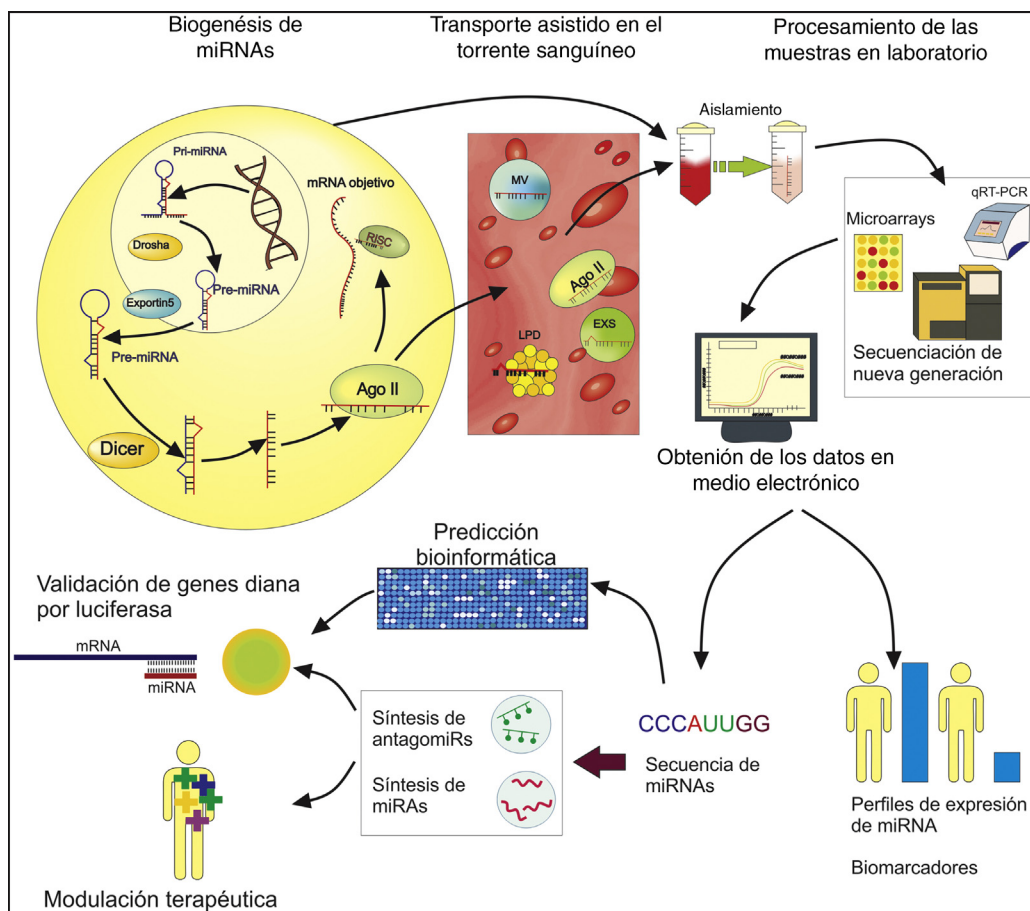 Biogenésis de
miRNAs
Transporte asistido en el
torrente sanguíneo
Procesamiento de las
muestras en laboratorio
Aislamiento
Pri-miRNA
mRNA objetivo
MV
qRT-PCR
Microarrays
RISC
Drosha
Ago II
Pre-miRNA
Exportin5
EXS
LPD
Pre-miRNA
Secuenciación de
nueva generación
Ago II
Dicer
Obtenión de los datos en
medio electrónico
Predicción
bioinformática
Validación de genes diana
por luciferasa
mRNA
miRNA
Síntesis de
antagomiRs
CCCAUUGG
Secuencia de
miRNAs
Síntesis de
miRAs
Perfiles de expresión
de miRNA
Biomarcadores
Modulación terapéutica